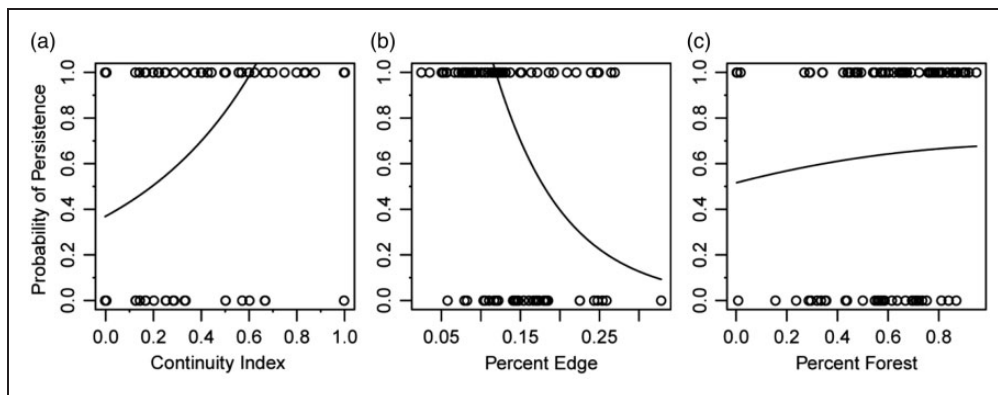 (a)
(b)
(c)
Probability of Persistence
0.0 0.2 0.4 0.6 0.8 1.0
0.0 0.2 0.4 0.6 0.8 1.0
Continuity Index
0.0 0.2 0.4 0.6 0.8 1.0
0.05 0.15 0.25
Percent Edge
0.0 0.2 0.4 0.6 0.8 1.0
0.0 0.2 0.4 0.6 0.8
Percent Forest